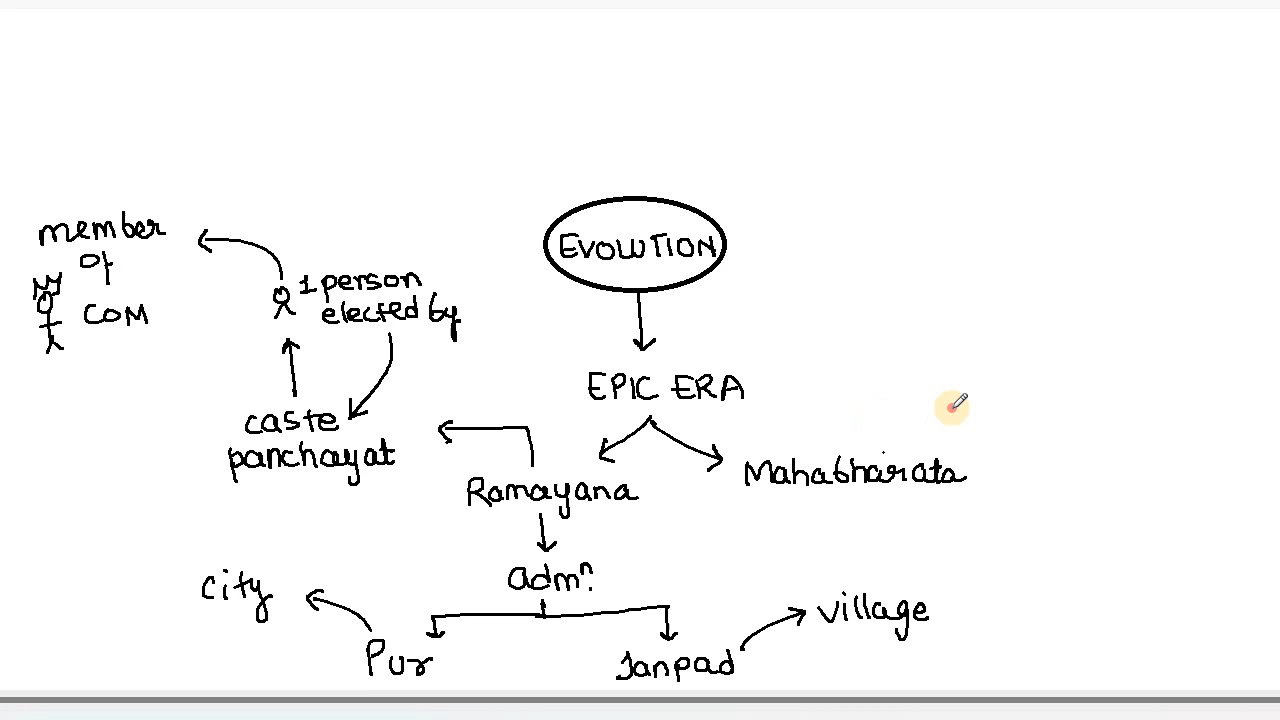 EVOLUTION
member
of
COM
1 person
elected by
EPIC ERA
caste
panchayat
Ramayana
Mahabharata
admn.
city
village
Pur
Janpad